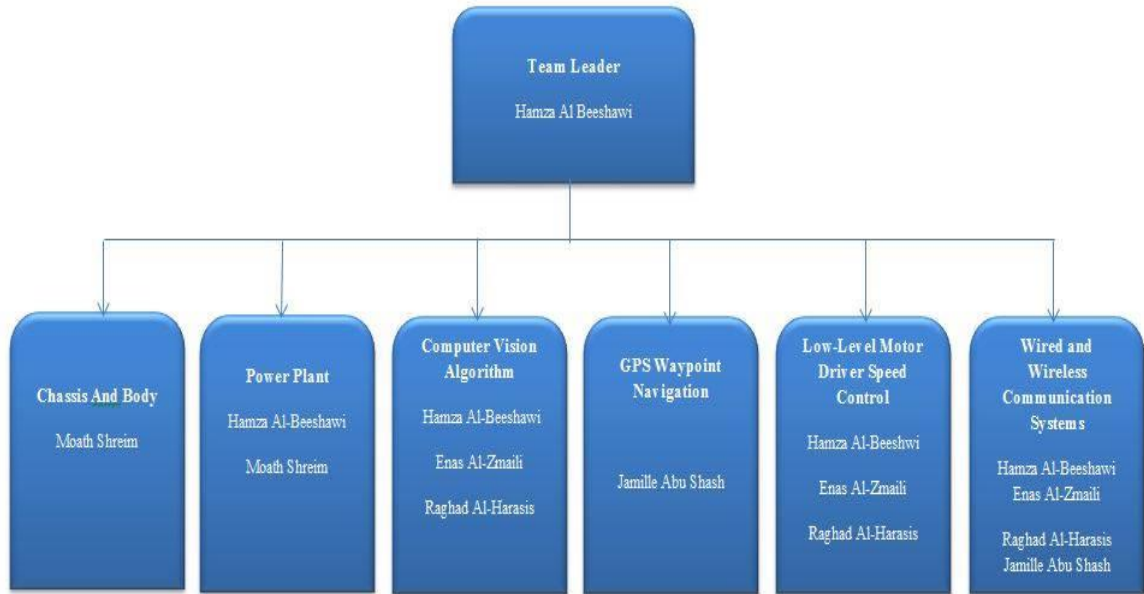 Team Leader
Hamza Al Beeshawi
Chassis And Body
Moath Shreim
Power Plant
Hamza Al-Beeshawi
Moath Shreim
Computer Vision
Algorithm
Hamza Al-Beeshawi
Enas Al-Zmaili
Raghad Al-Harasis
GPS Waypoint
Navigation
Jamille Abu Shash
Low-Level Motor
Driver Speed
Control
Hamza Al-Beeshwi
Enas Al-Zmaili
Raghad Al-Harasis
Wired and
Wireless
Communication
Systems
Hamza Al-Beeshawi
Enas Al-Zmaili
Raghad Al-Harasis
Jamille Abu Shash